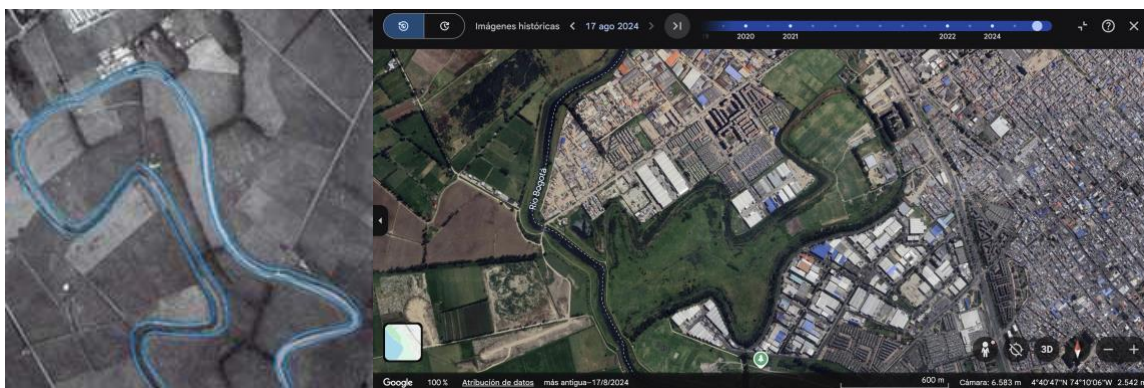 Imágenes históricas
17 ago 2024
2020
2021
2022
2024
Río Bogotá
3D
600 m
Google
100 %
Atribución de datos
más antigua–17/8/2024
Cámara: 6.583 m
4°40'47"N 74°10'06"W